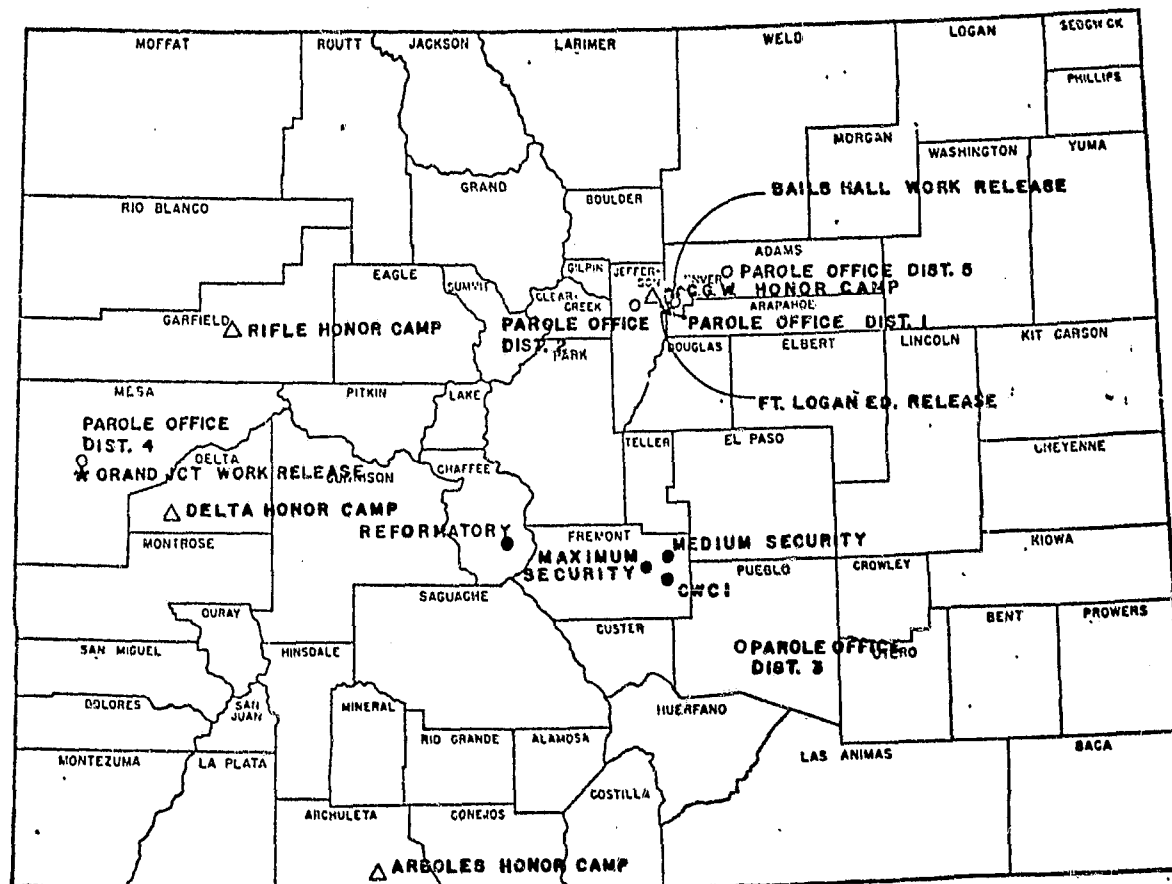 MOFFAT
ROUTT
JACKSON
LARIMER
WELD
LOGAN
SEDGWICK
PHILLIPS
MORGAN
WASHINGTON
YUMA
GRAND
BOULDER
BAILS HALL WORK RELEASE
RIO BLANCO
ADAMS
EAGLE
SUMMIT
GILPIN
JEFFER-
SON
PAROLE OFFICE DIST. 5
CLEAR
CREEK
C.G.W. HONOR CAMP
ARAPAHOE
GARFIELD
RIFLE HONOR CAMP
PAROLE OFFICE
DIST. 2
PAROLE OFFICE DIST. 1
PARK
DOUGLAS
ELBERT
LINCOLN
KIT CARSON
MESA
PITKIN
LAKE
FT. LOGAN ED. RELEASE
PAROLE OFFICE
DIST. 4
TELLER
EL PASO
CHEYENNE
DELTA
GRAND JCT WORK RELEASE
GUNNISON
CHAFFEE
DELTA HONOR CAMP
REFORMATORY
FREMONT
KIOWA
MONTROSE
MAXIMUM
SECURITY
MEDIUM SECURITY
PUEBLO
CROWLEY
CWCI
SAGUACHE
OURAY
CUSTER
BENT
PROWERS
SAN MIGUEL
HINSDALE
PAROLE OFFICE
DIST. 3
OTERO
DOLORES
SAN
JUAN
MINERAL
HUERFANO
RIO GRANDE
ALAMOSA
MONTEZUMA
LA PLATA
LAS ANIMAS
BACA
COSTILLA
ARCHULETA
CONEJOS
ARBOLES HONOR CAMP